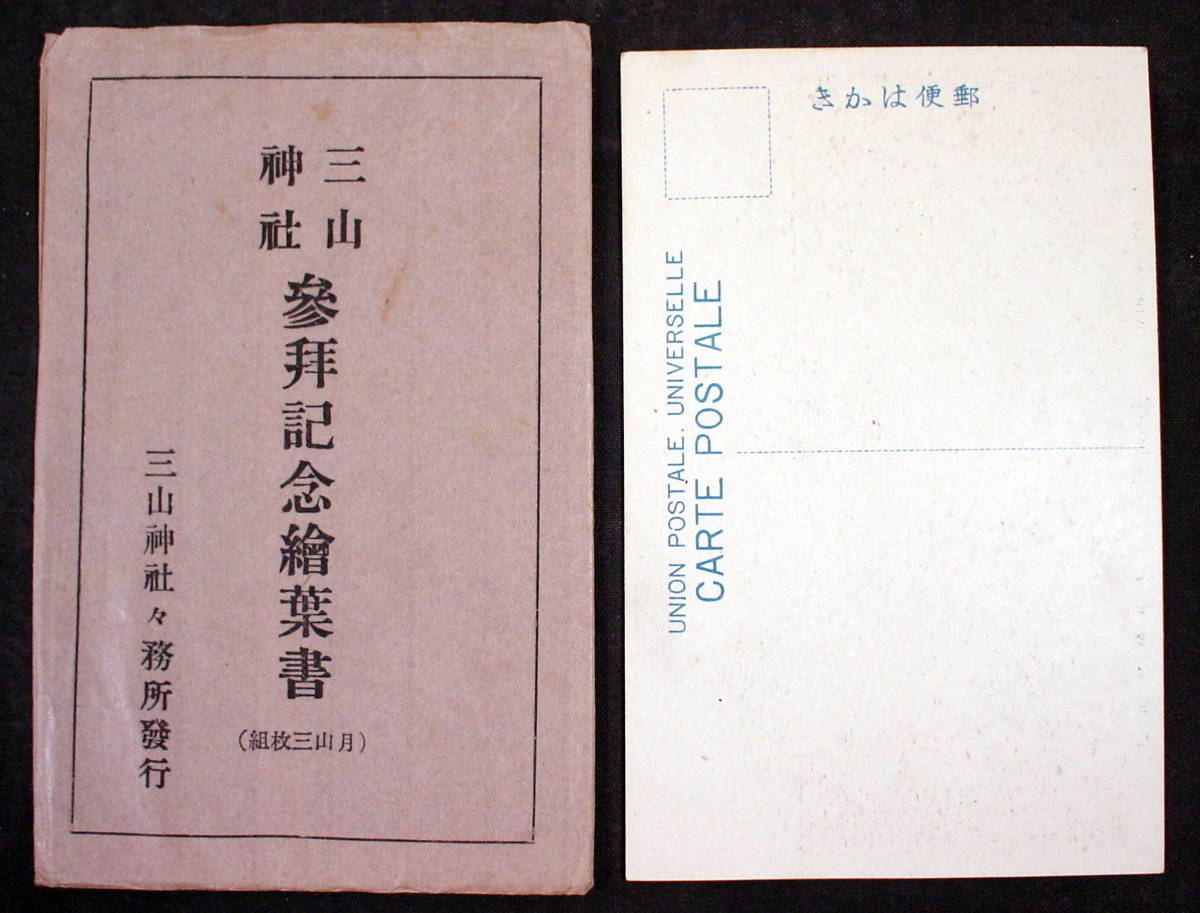 三山
神社
參拜記念繪葉書
(月山三枚組)
三山神社々務所發行
郵便はかき
UNION POSTALE. UNIVERSELLE
CARTE POSTALE